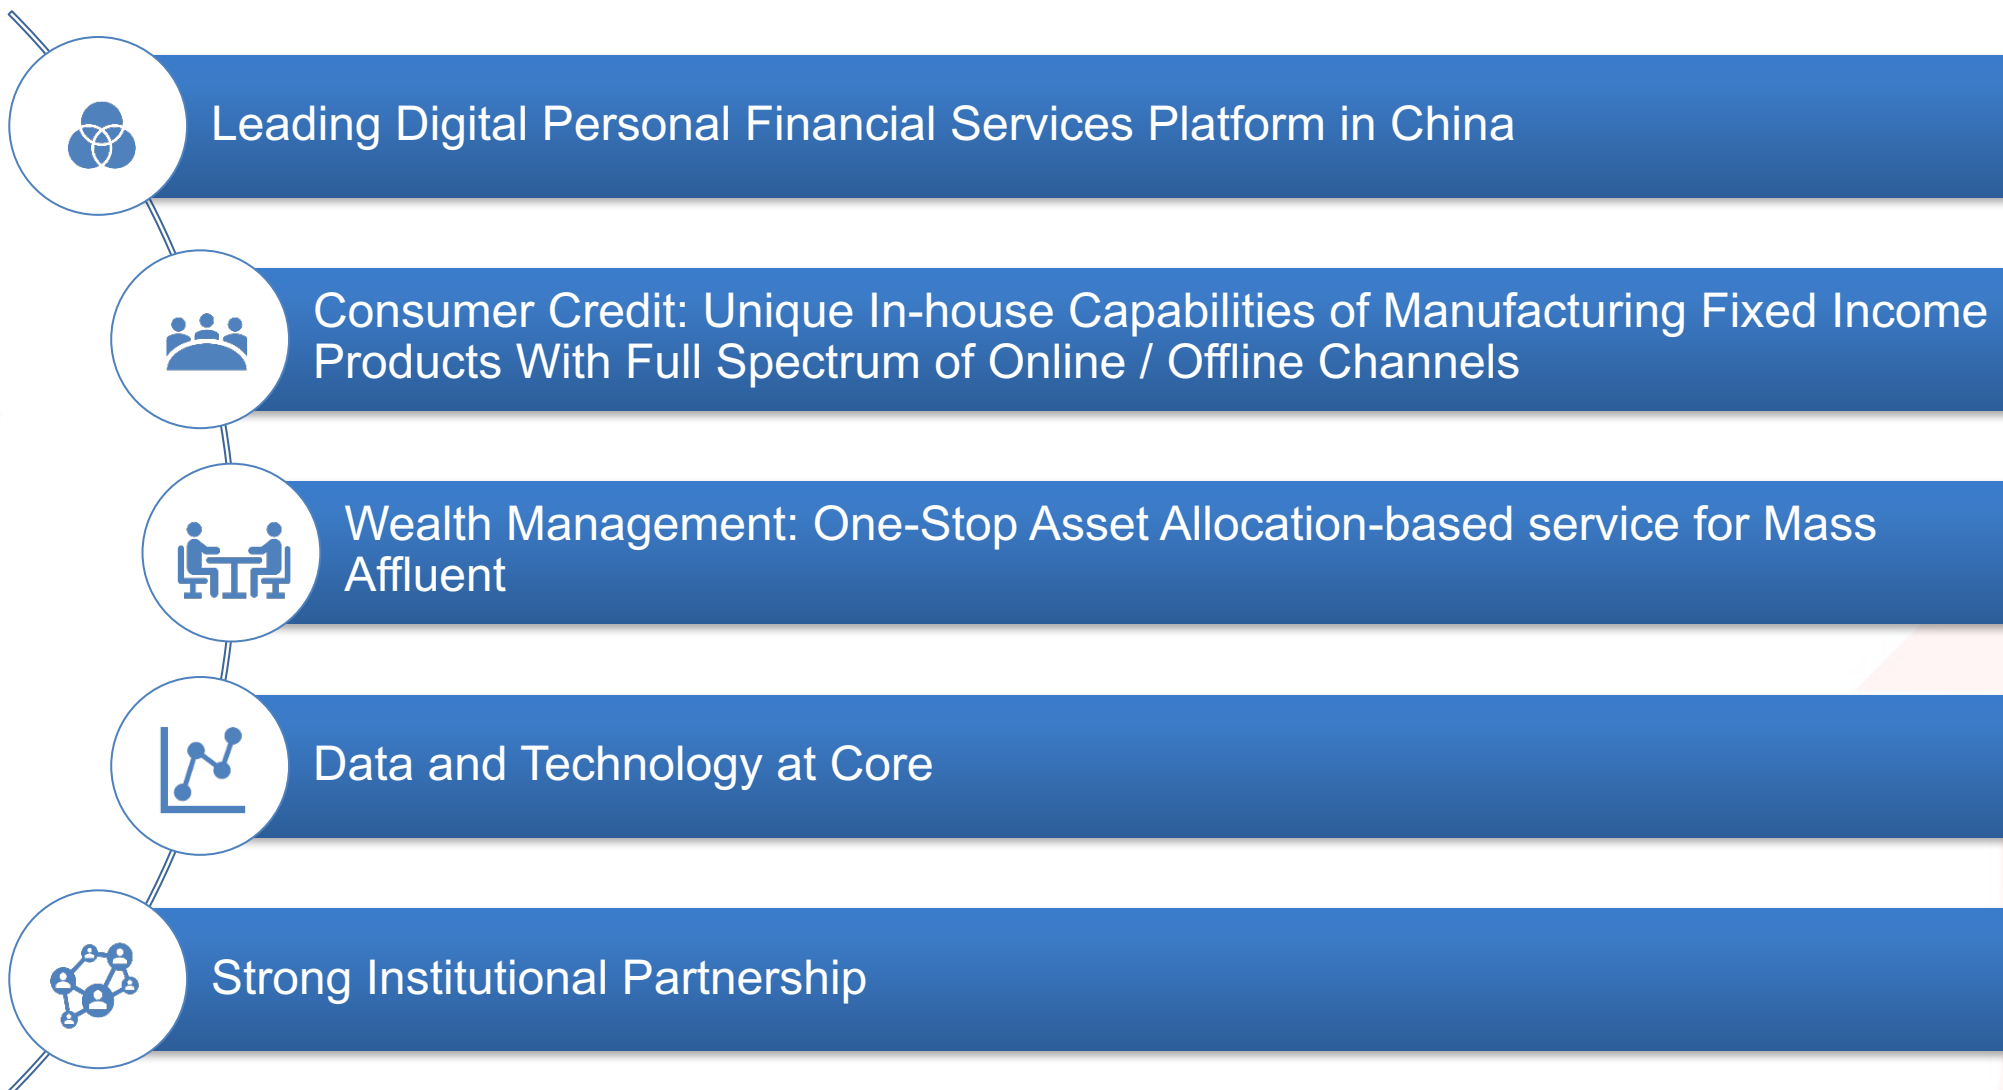 Leading Digital Personal Financial Services Platform in China
Consumer Credit: Unique In-house Capabilities of Manufacturing Fixed Income
Products With Full Spectrum of Online / Offline Channels
Wealth Management: One-Stop Asset Allocation-based service for Mass
Affluent
Data and Technology at Core
Strong Institutional Partnership